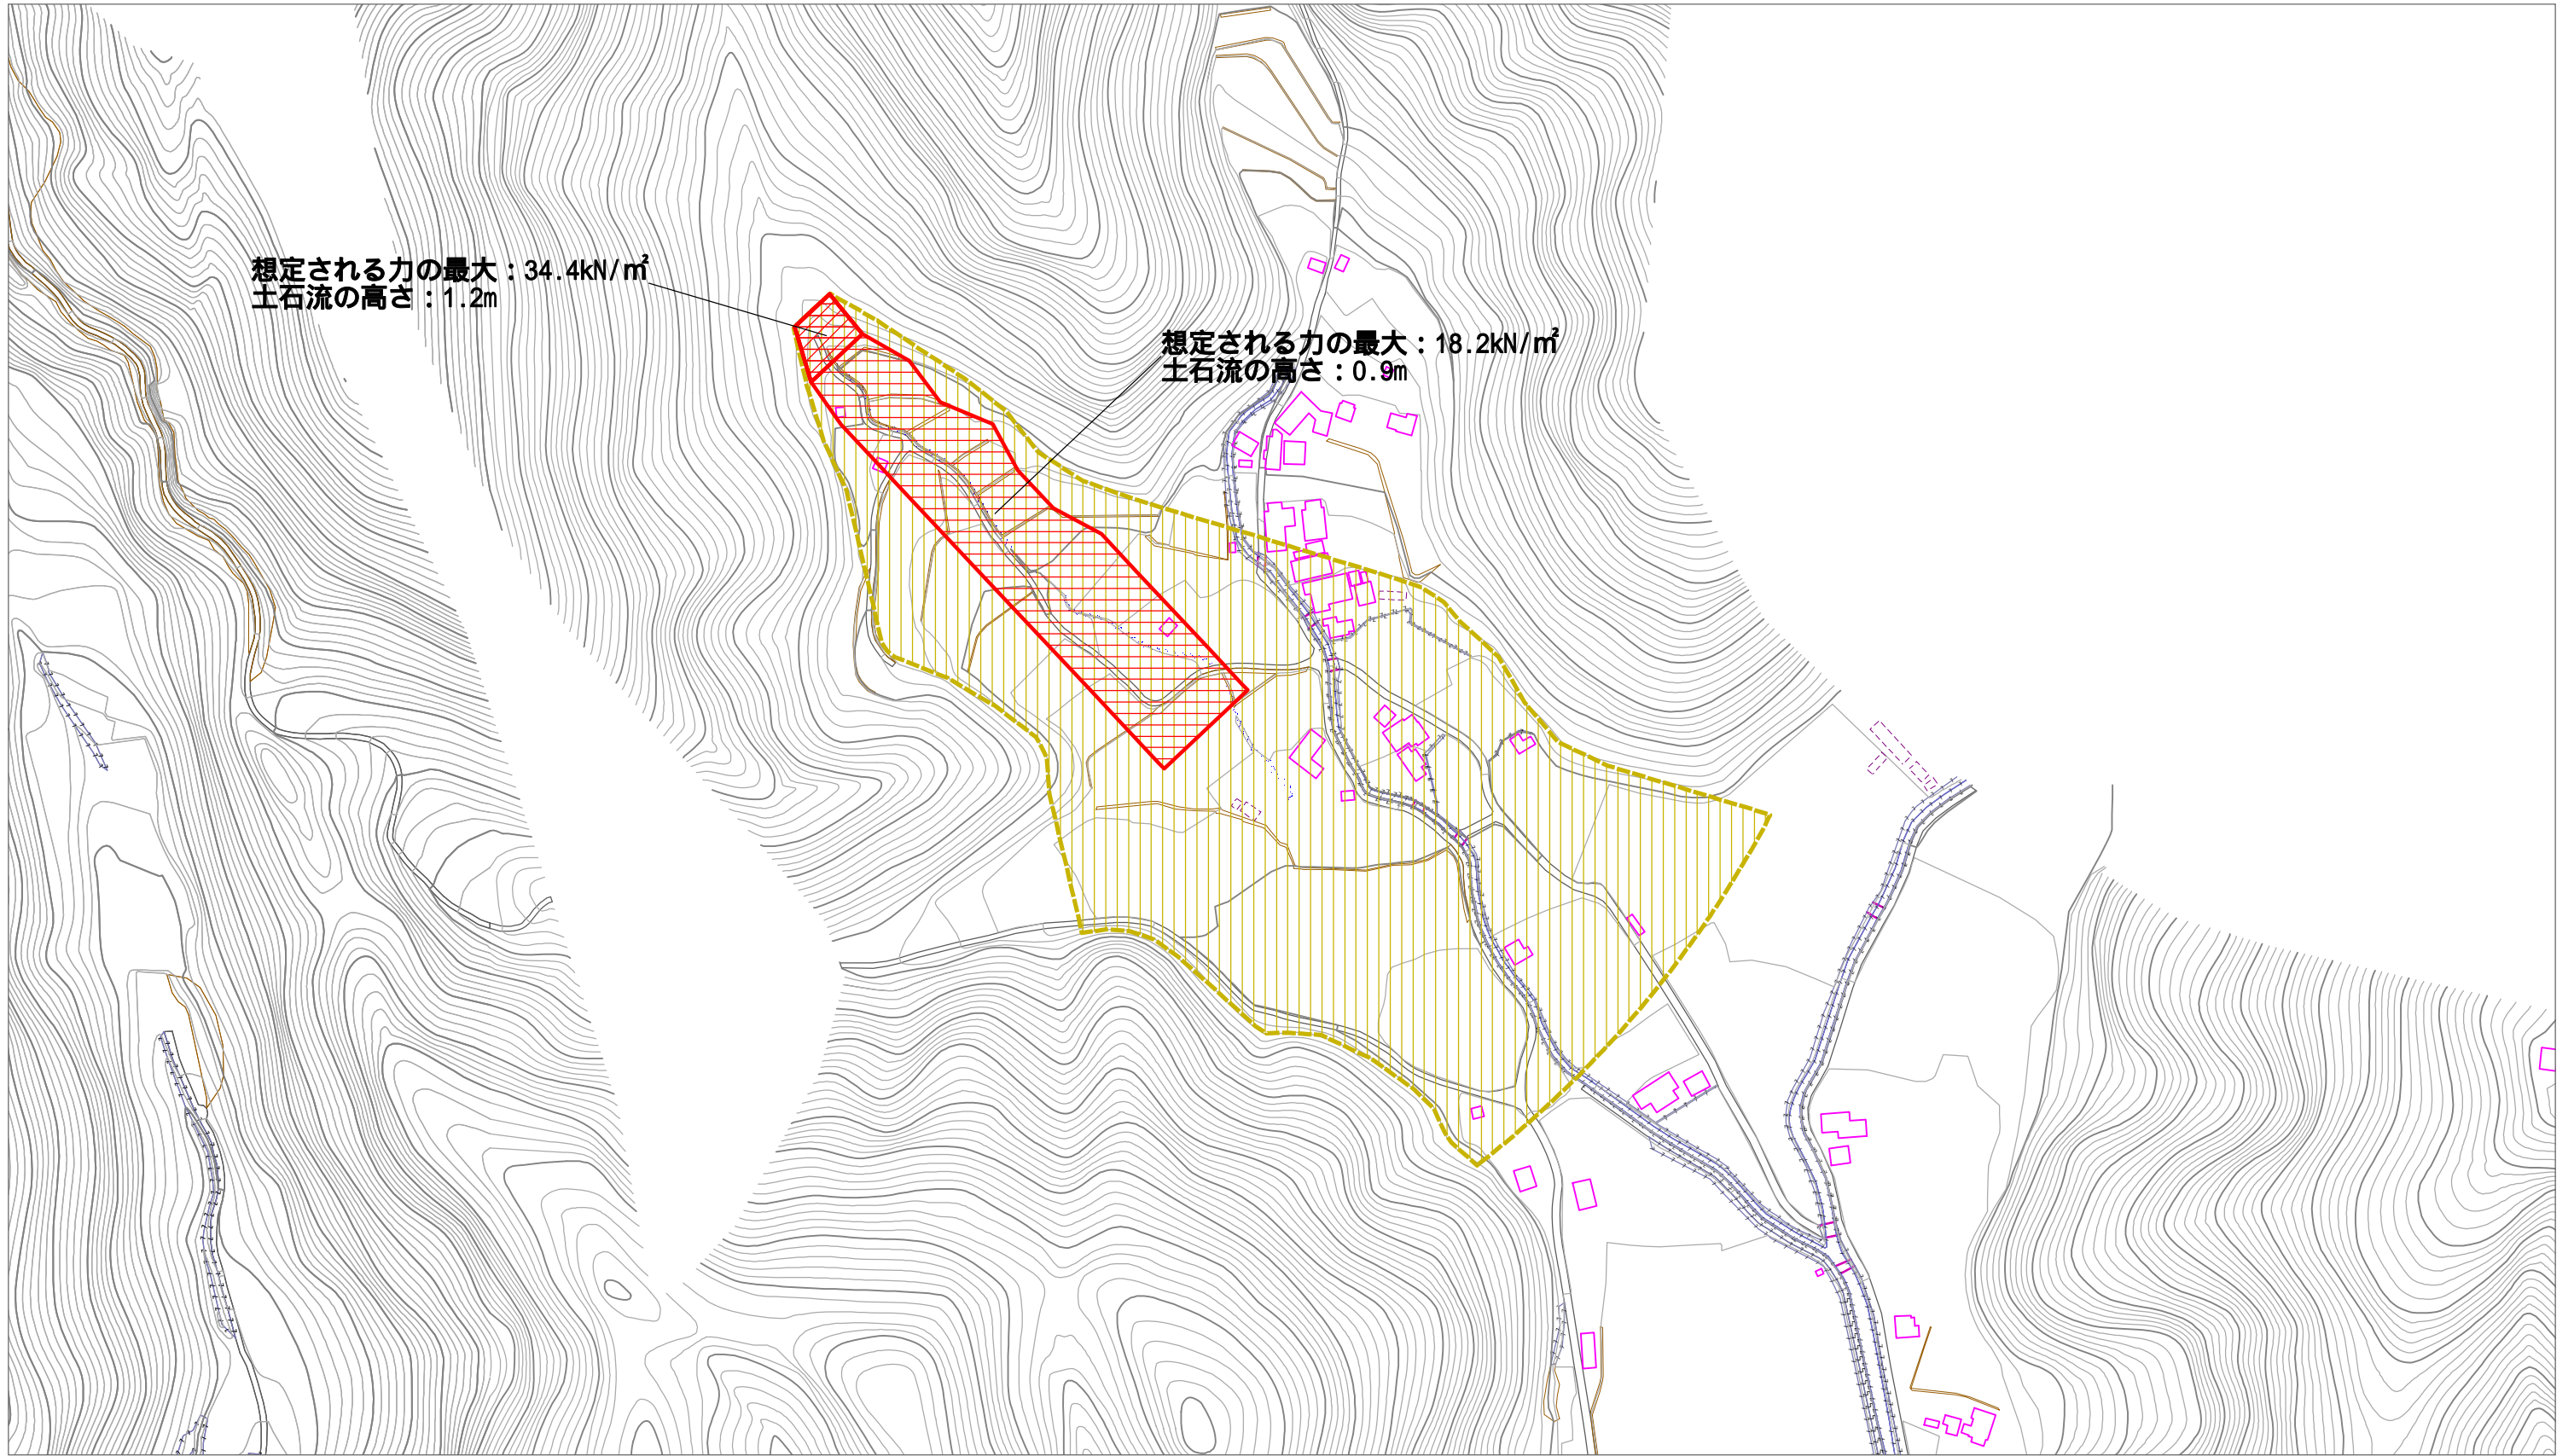 想定される力の最大：34.4kN/㎡
土石流の高さ：1.2m
想定される力の最大：18.2kN/㎡
土石流の高さ：0.9m